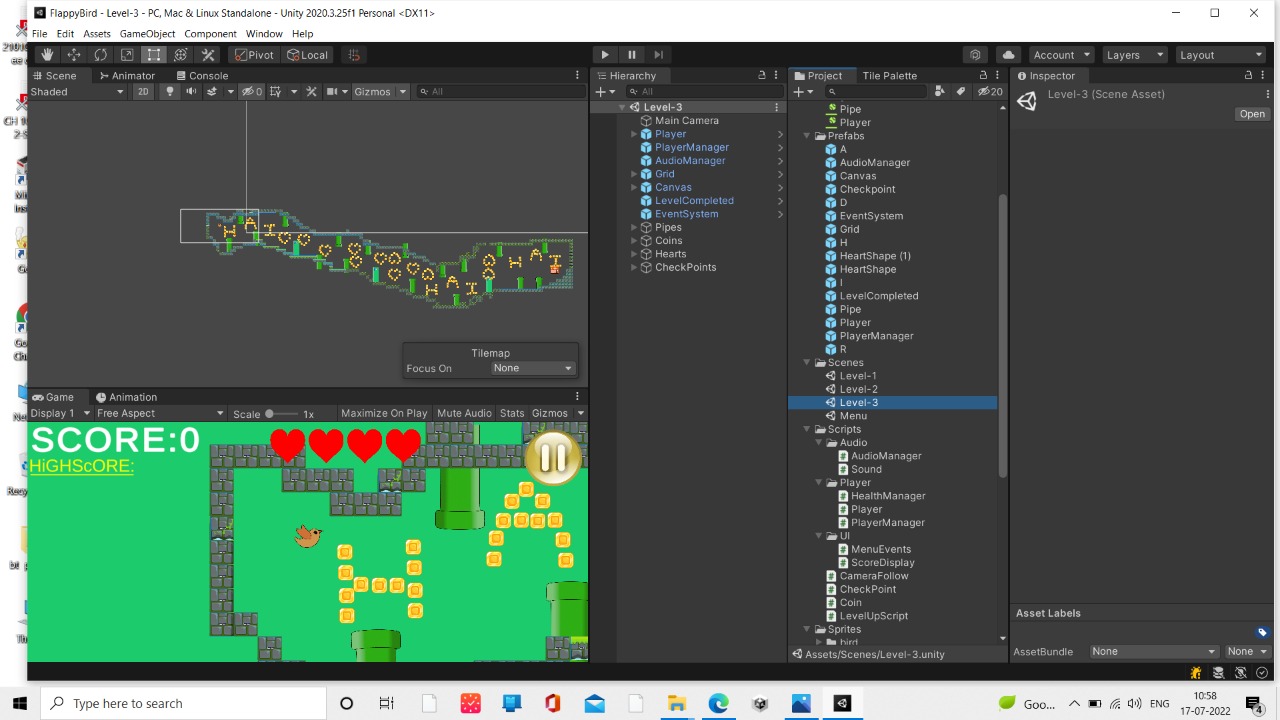 FlappyBird - Level-3 - PC, Mac & Linux Standalone - Unity 2020.3.25f1 Personal <DX11>
File Edit Assets GameObject Component Window Help
Pivot Local Account Layers Layout
Scene Animator Console
Shaded 2D 0 Gizmos All
Tilemap
Focus On None
Game Animation
Display 1 Free Aspect Scale 1x Maximize On Play Mute Audio Stats Gizmos
SCORE:0
HiGHScORE:
Hierarchy
All
Level-3
Main Camera
Player
PlayerManager
AudioManager
Grid
Canvas
LevelCompleted
EventSystem
Pipes
Coins
Hearts
CheckPoints
Project Tile Palette
20
Pipe
Player
Prefabs
A
AudioManager
Canvas
Checkpoint
D
EventSystem
Grid
H
HeartShape (1)
HeartShape
I
LevelCompleted
Pipe
Player
PlayerManager
R
Scenes
Level-1
Level-2
Level-3
Menu
Scripts
Audio
AudioManager
Sound
Player
HealthManager
Player
PlayerManager
UI
MenuEvents
ScoreDisplay
CameraFollow
CheckPoint
Coin
LevelUpScript
Sprites
bird
Assets/Scenes/Level-3.unity
Inspector
Level-3 (Scene Asset)
Open
Asset Labels
AssetBundle None None
Type here to search
Goo... ENG
10:58
17-07-2022
4